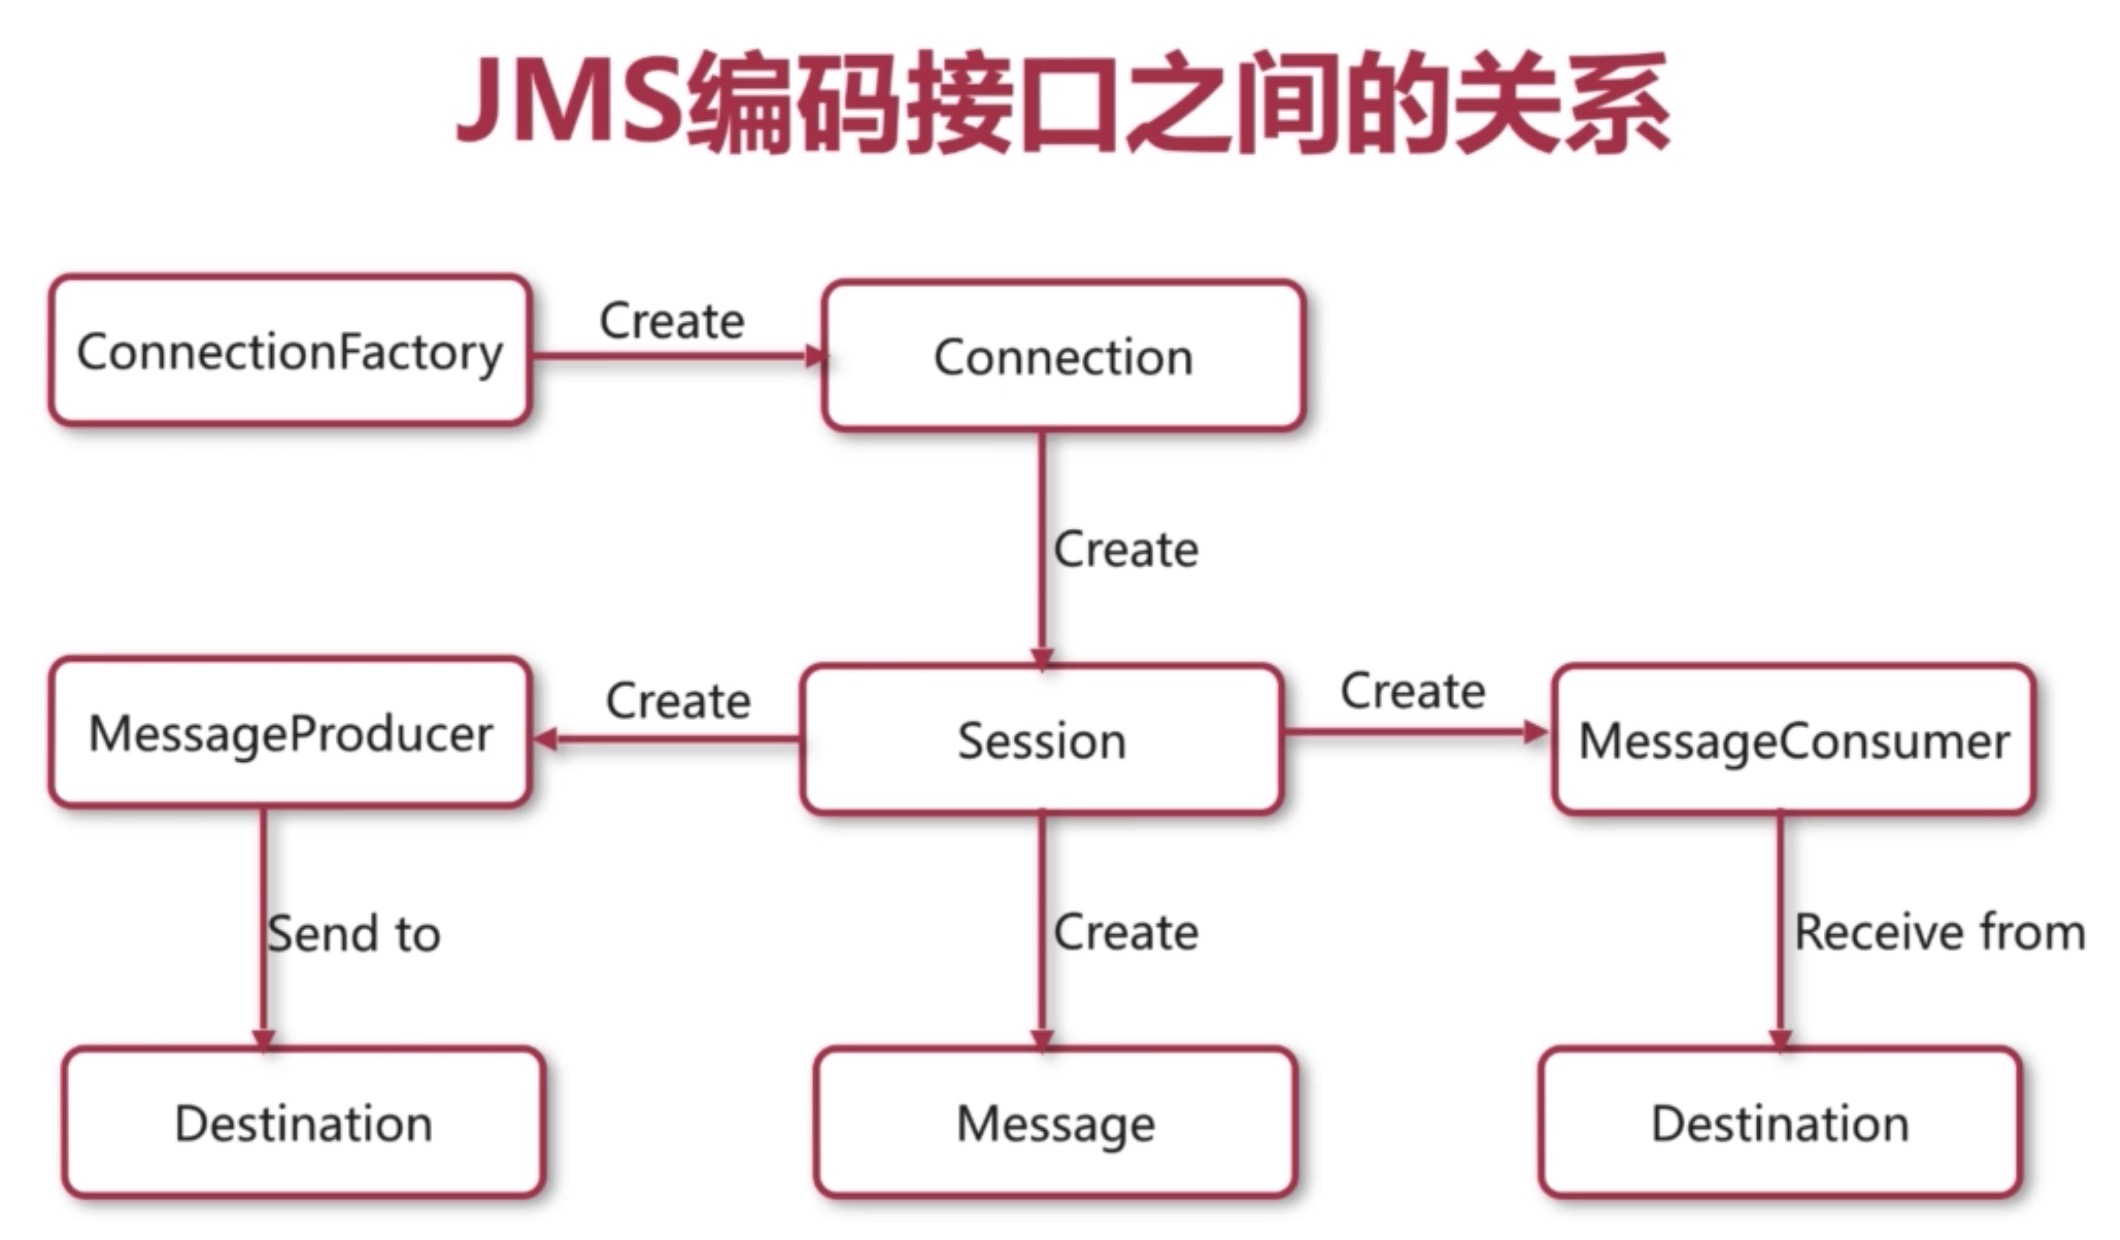 JMS编码接口之间的关系
ConnectionFactory
Create
Connection
Create
MessageProducer
Create
Session
Create
MessageConsumer
Send to
Create
Receive from
Destination
Message
Destination